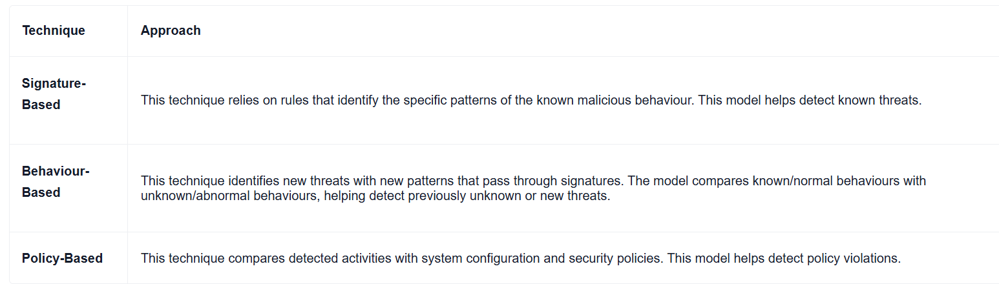 Technique Approach
Signature-
Based
This technique relies on rules that identify the specific patterns of the known malicious behaviour. This model helps detect known threats.
Behaviour-
Based
This technique identifies new threats with new patterns that pass through signatures. The model compares known/normal behaviours with
unknown/abnormal behaviours, helping detect previously unknown or new threats.
Policy-Based This technique compares detected activities with system configuration and security policies. This model helps detect policy violations.